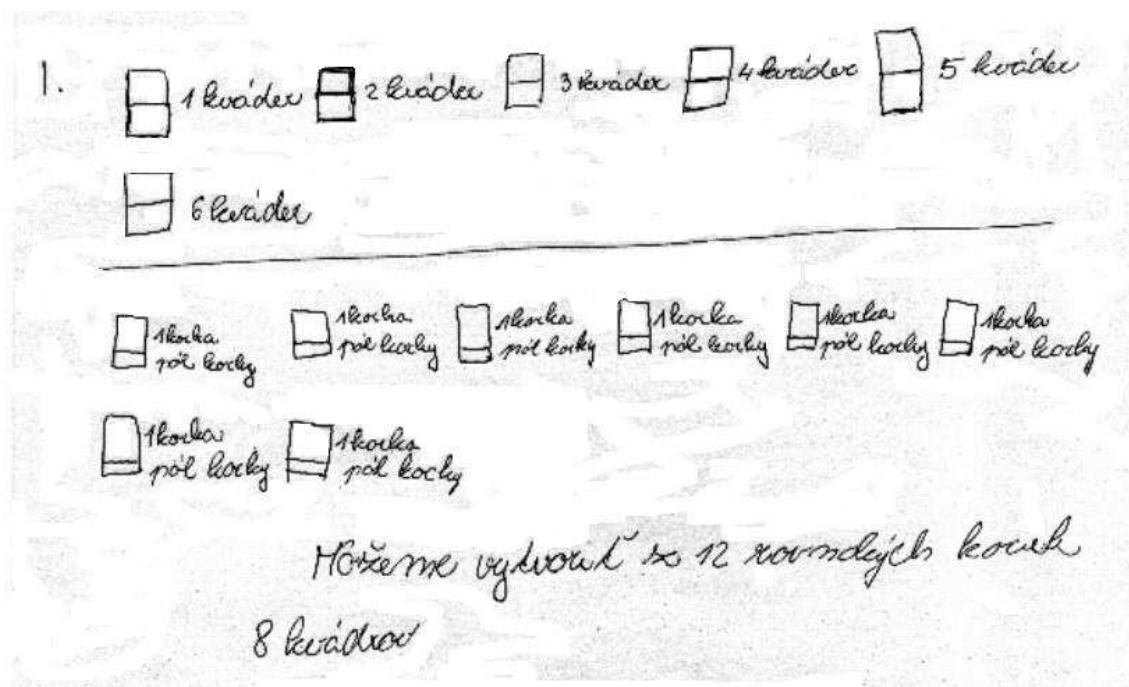 1. 1 kváder 2 kváder 3 kváder 4 kváder 5 kváder
6 kváder
1 kocka 1 kocka 1 kocka 1 kocka 1 kocka 1 kocka
pól kocky pól kocky pól kocky pól kocky pól kocky pól kocky
1 kocka 1 kocka
pól kocky pól kocky
Môžeme vytvoriť zo 12 rovnakých kociek
8 kvádrov